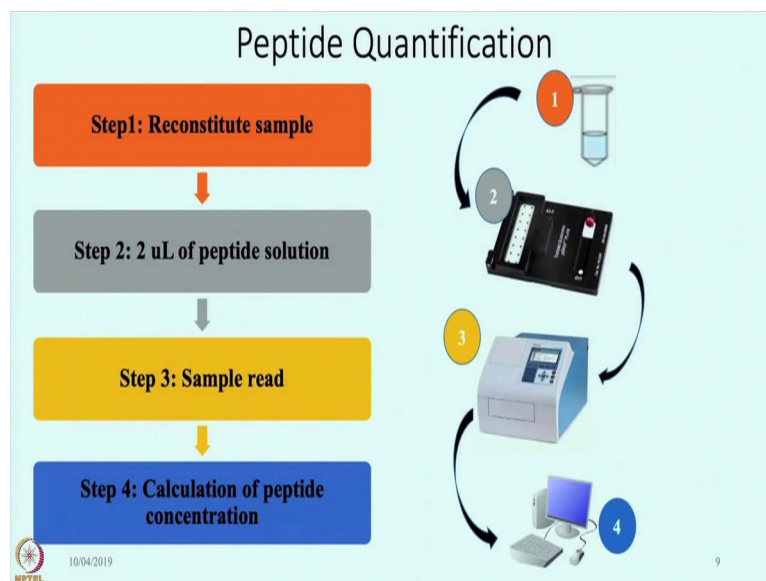 Peptide Quantification
Step1: Reconstitute sample
Step 2: 2 uL of peptide solution
Step 3: Sample read
Step 4: Calculation of peptide
concentration
1
2
3
4
NPTEL
10/04/2019
9